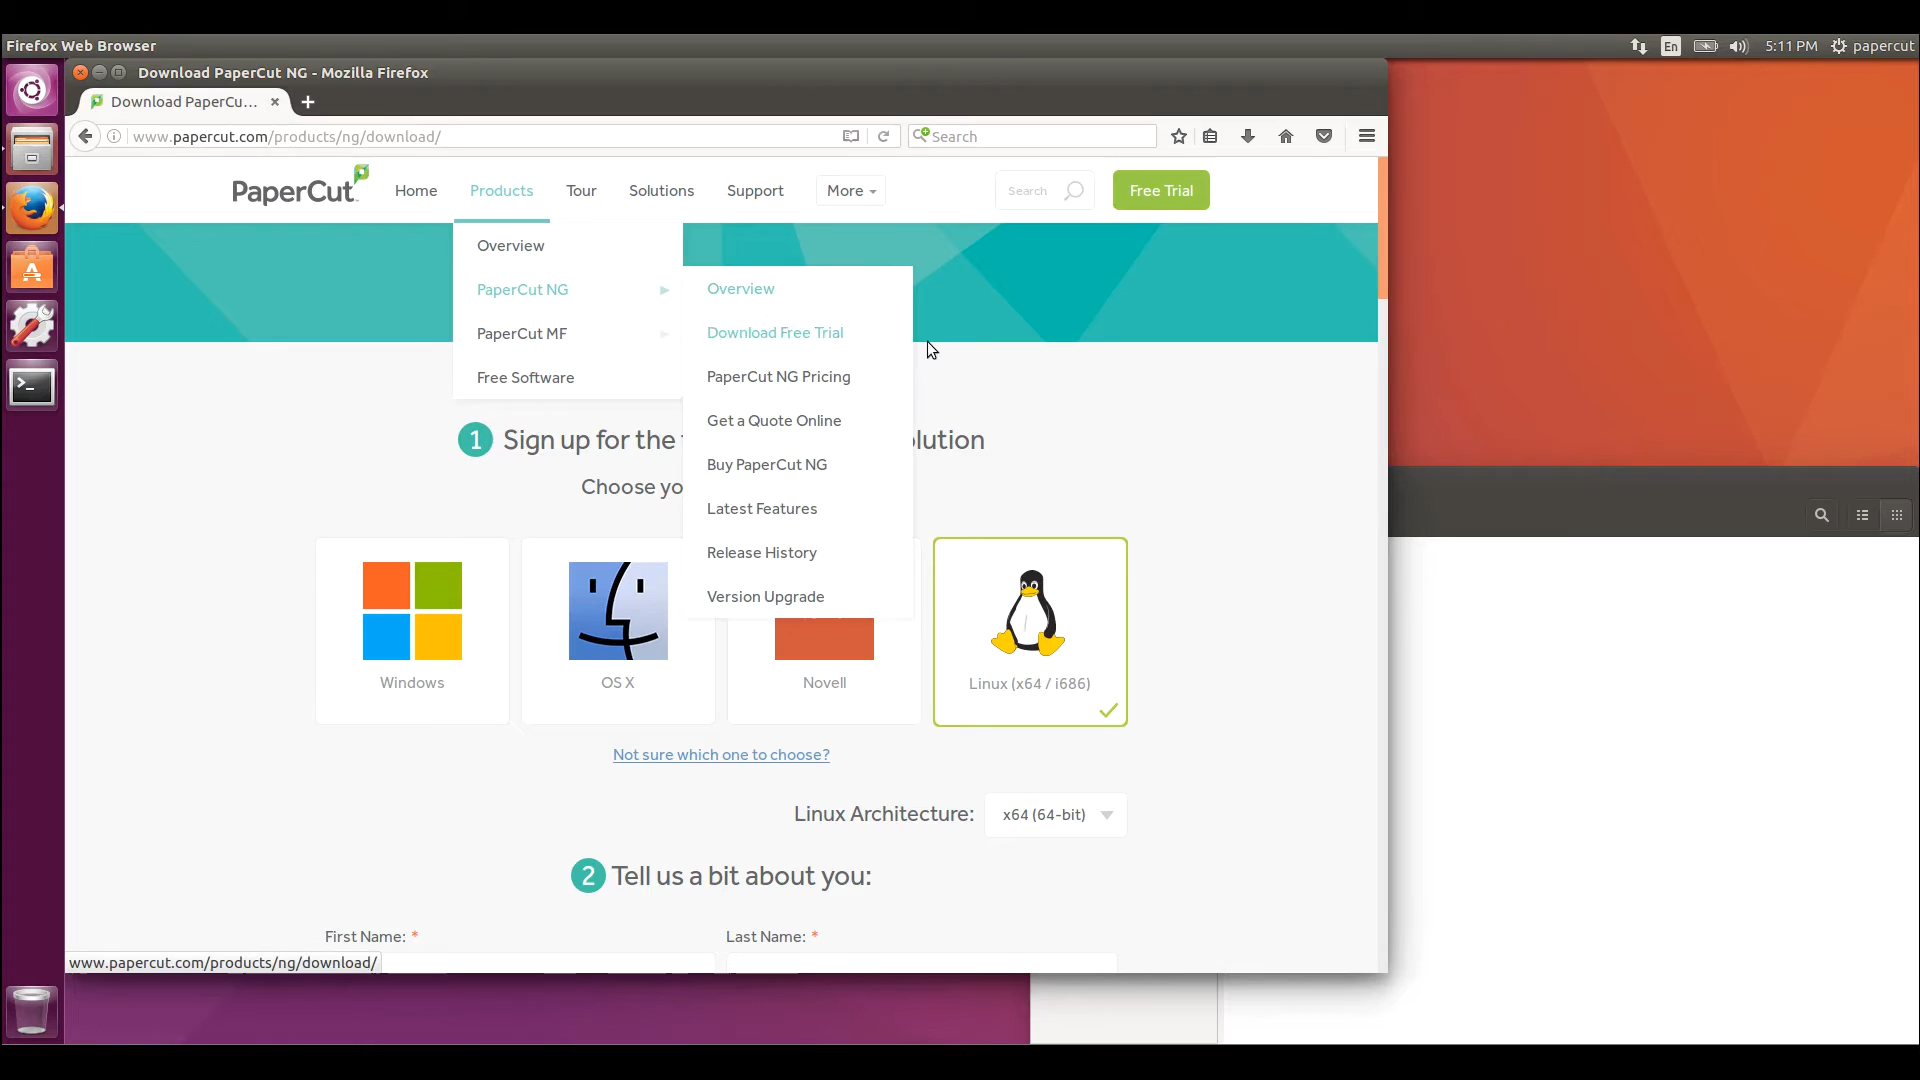 Firefox Web Browser
En
5:11 PM
papercut
Download PaperCut NG - Mozilla Firefox
Download PaperCu...
www.papercut.com/products/ng/download/
Search
PaperCut
Home
Products
Tour
Solutions
Support
More
Search
Free Trial
Overview
PaperCut NG
PaperCut MF
Free Software
Overview
Download Free Trial
PaperCut NG Pricing
Get a Quote Online
Buy PaperCut NG
Latest Features
Release History
Version Upgrade
1 Sign up for the
lution
Choose yo
Windows
OS X
Novell
Linux (x64 / i686)
Not sure which one to choose?
Linux Architecture: x64 (64-bit)
2 Tell us a bit about you:
First Name: *
Last Name: *
www.papercut.com/products/ng/download/